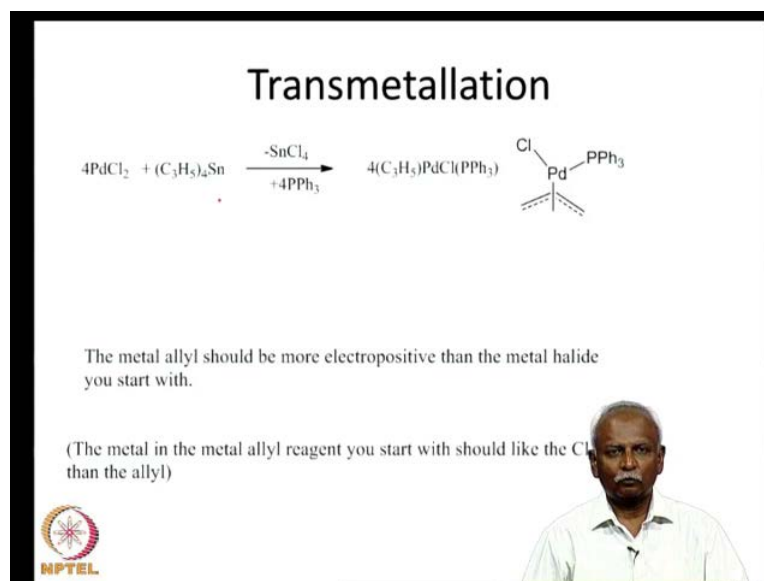 Transmetallation
4PdCl₂ + (C₃H₅)₄Sn
-SnCl₄
+4PPh₃
4(C₃H₅)PdCl(PPh₃)
Cl
PPh₃
Pd
The metal allyl should be more electropositive than the metal halide
you start with.
(The metal in the metal allyl reagent you start with should like the Cl
than the allyl)
NPTEL